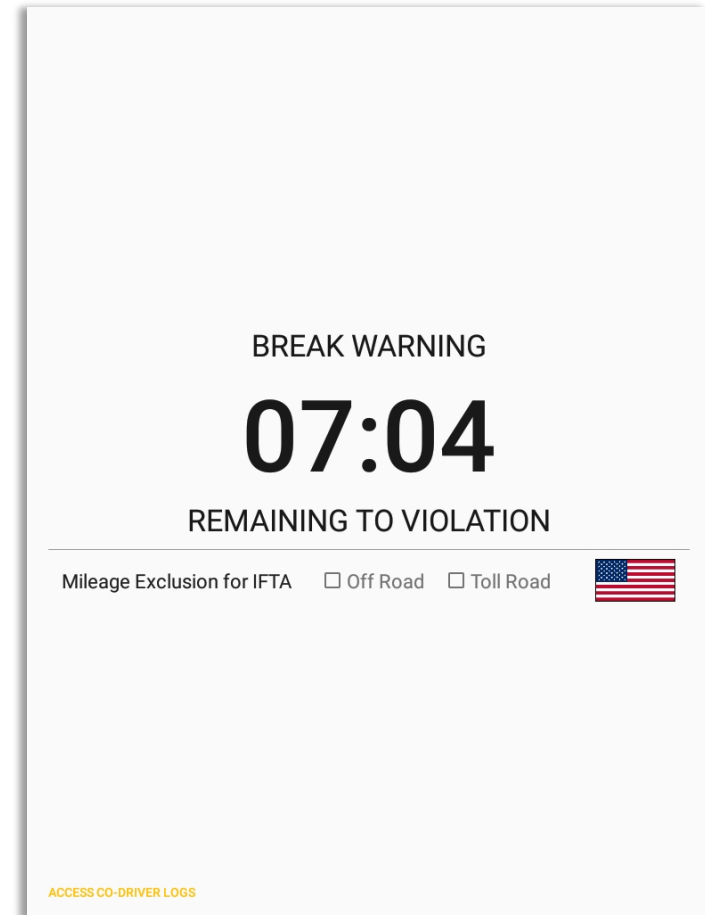 BREAK WARNING
07:04
REMAINING TO VIOLATION
Mileage Exclusion for IFTA Off Road Toll Road
ACCESS CO-DRIVER LOGS